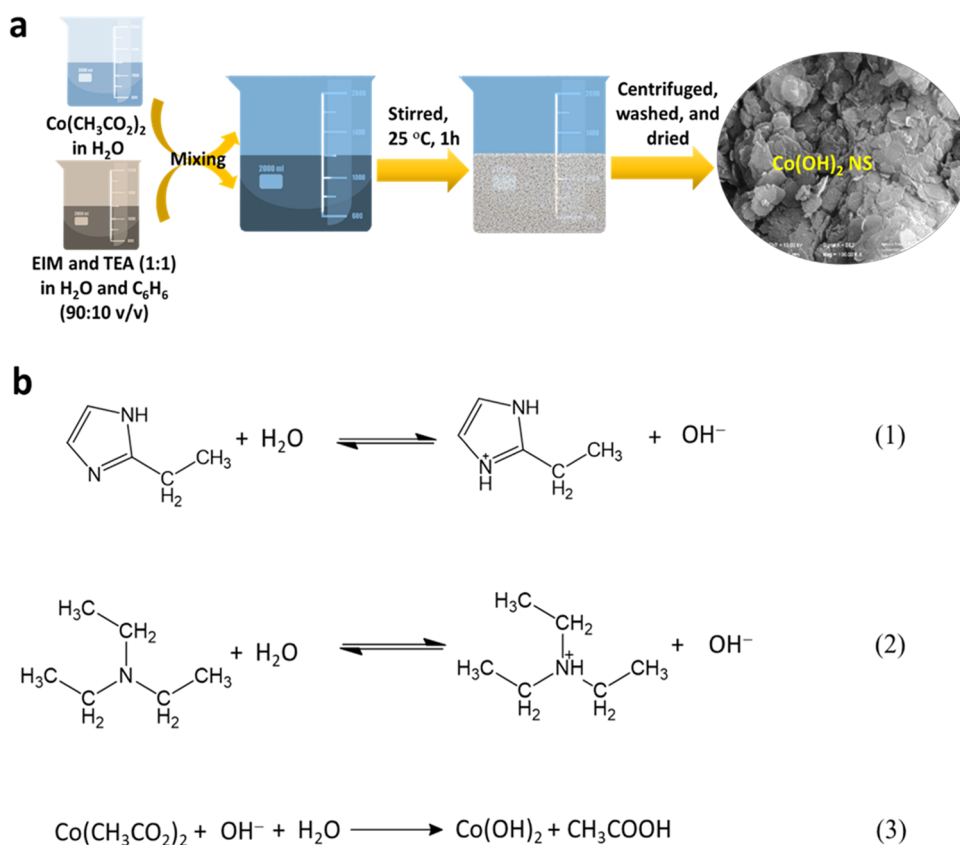 a
Co(CH₃CO₂)₂
in H₂O
EIM and TEA (1:1)
in H₂O and C₆H₆
(90:10 v/v)
Mixing
2000 ml
600
Stirred,
25 °C, 1h
Centrifuged,
washed, and
dried
Co(OH)₂ NS
b
NH
N
C
H₂
CH₃
+ H₂O
NH
N
+
H
C
H₂
CH₃
+ OH⁻
(1)
H₃C
CH₂
H₃C
N
CH₃
C
H₂
C
H₂
+ H₂O
H₃C
CH₂
+
H₃C
NH
CH₃
C
H₂
C
H₂
+ OH⁻
(2)
Co(CH₃CO₂)₂ + OH⁻ + H₂O
Co(OH)₂ + CH₃COOH
(3)